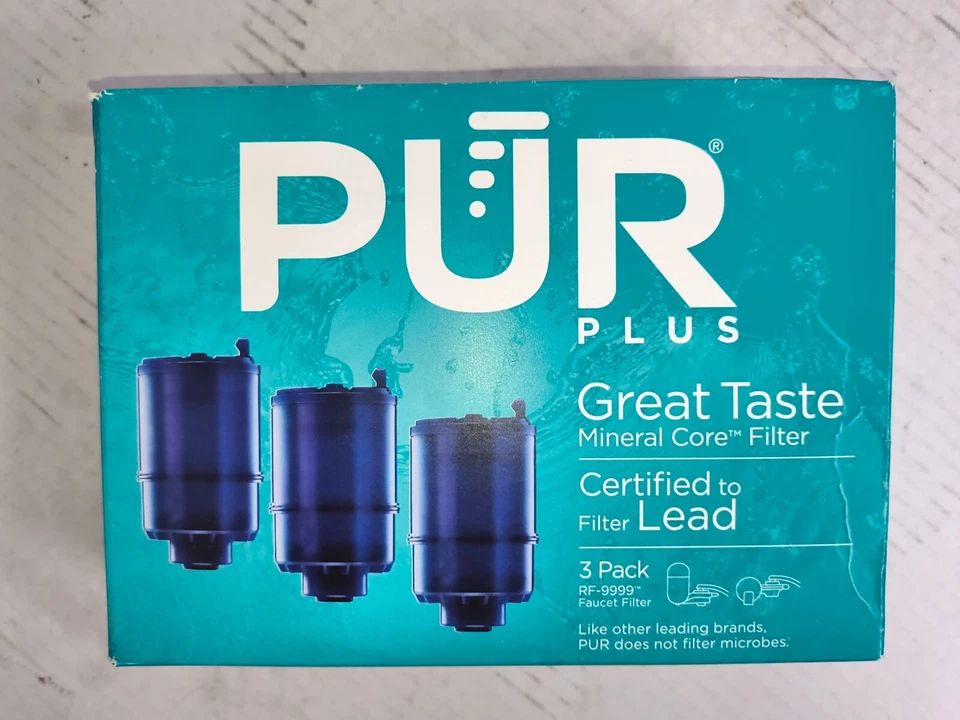 PŪR®
PLUS
Great Taste
Mineral Core™ Filter
Certified to
Filter Lead
3 Pack
RF-9999™
Faucet Filter
Like other leading brands,
PUR does not filter microbes.